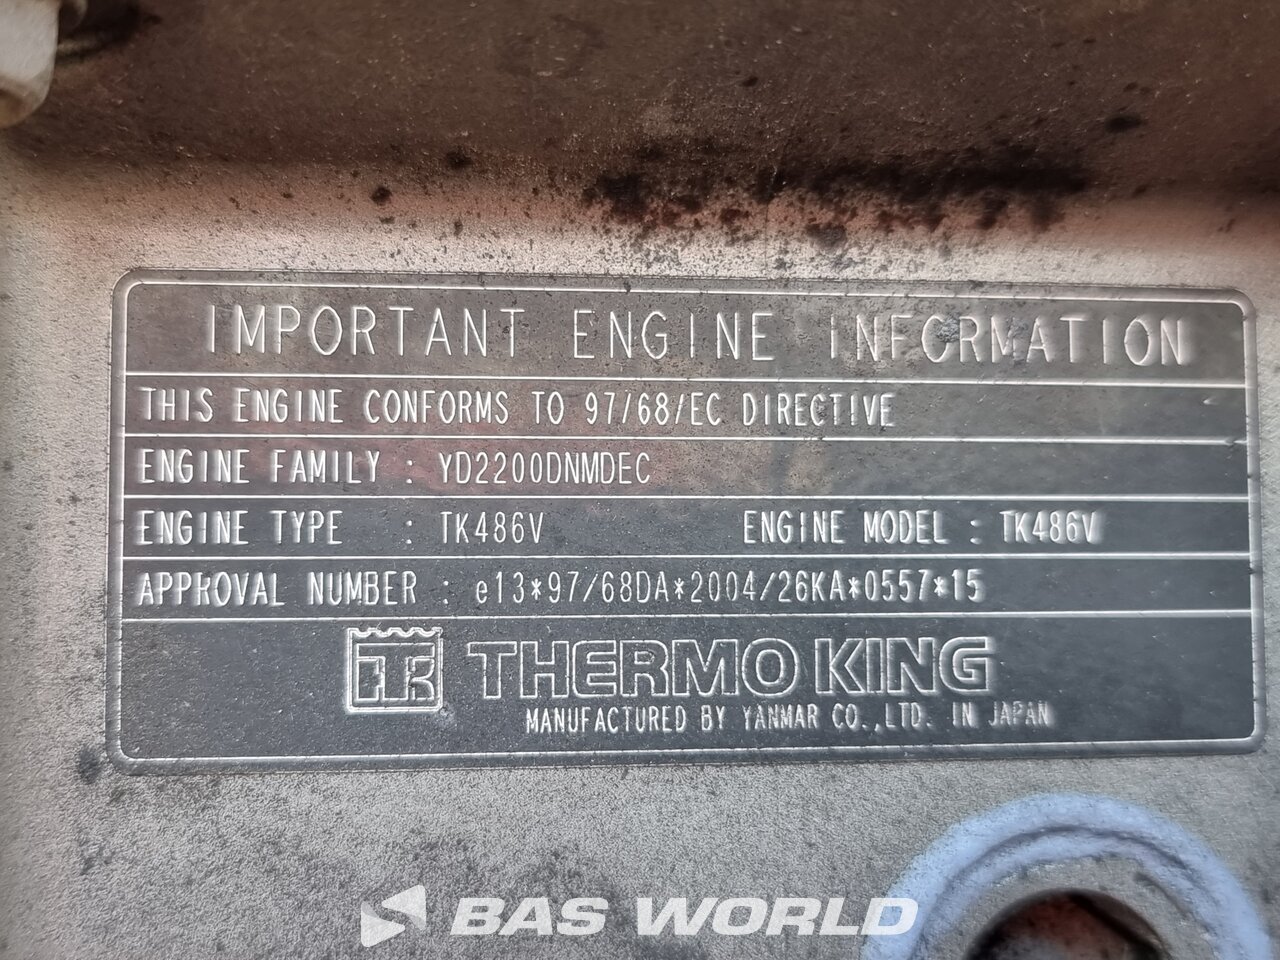 IMPORTANT ENGINE INFORMATION
THIS ENGINE CONFORMS TO 97/68/EC DIRECTIVE
ENGINE FAMILY : YD2200DNMDEC
ENGINE TYPE : TK486V ENGINE MODEL : TK486V
APPROVAL NUMBER : e13*97/68DA*2004/26KA*0557*15
TK THERMO KING
MANUFACTURED BY YANMAR CO.,LTD. IN JAPAN
BAS WORLD